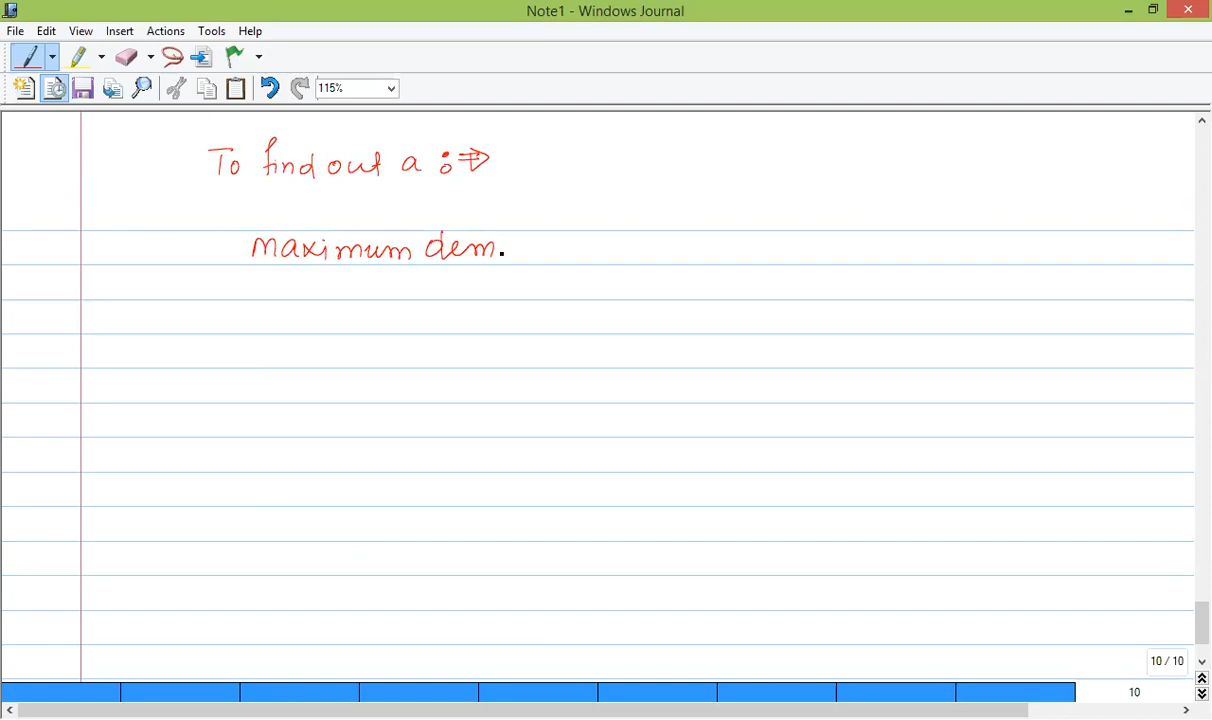 Note1 - Windows Journal
File Edit View Insert Actions Tools Help
115%
To find out a :⇒
Maximum dem
10 / 10
10